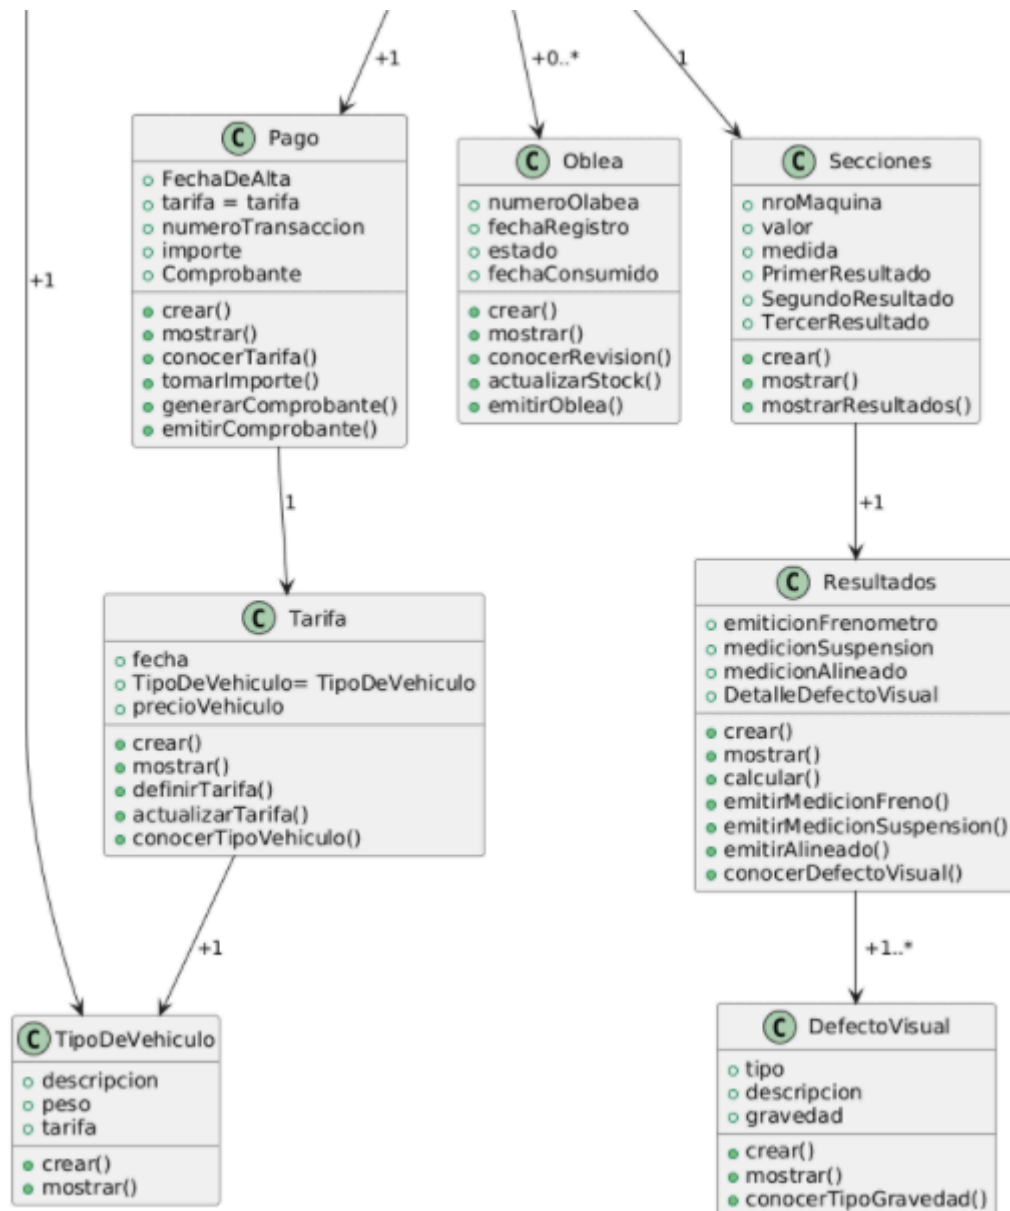 +1
+0..*
1
C Pago
FechaDeAlta
tarifa = tarifa
numeroTransaccion
importe
Comprobante
crear()
mostrar()
conocerTarifa()
tomarImporte()
generarComprobante()
emitirComprobante()
C Oblea
numeroOlabea
fechaRegistro
estado
fechaConsumido
crear()
mostrar()
conocerRevision()
actualizarStock()
emitirOblea()
C Secciones
nroMaquina
valor
medida
PrimerResultado
SegundoResultado
TercerResultado
crear()
mostrar()
mostrarResultados()
+1
1
+1
C Tarifa
fecha
TipoDeVehiculo= TipoDeVehiculo
precioVehiculo
crear()
mostrar()
definirTarifa()
actualizarTarifa()
conocerTipoVehiculo()
C Resultados
emiticionFrenometro
medicionSuspension
medicionAlineado
DetalleDefectoVisual
crear()
mostrar()
calcular()
emitirMedicionFreno()
emitirMedicionSuspension()
emitirAlineado()
conocerDefectoVisual()
+1
+1..*
C TipoDeVehiculo
descripcion
peso
tarifa
crear()
mostrar()
C DefectoVisual
tipo
descripcion
gravedad
crear()
mostrar()
conocerTipoGravedad()